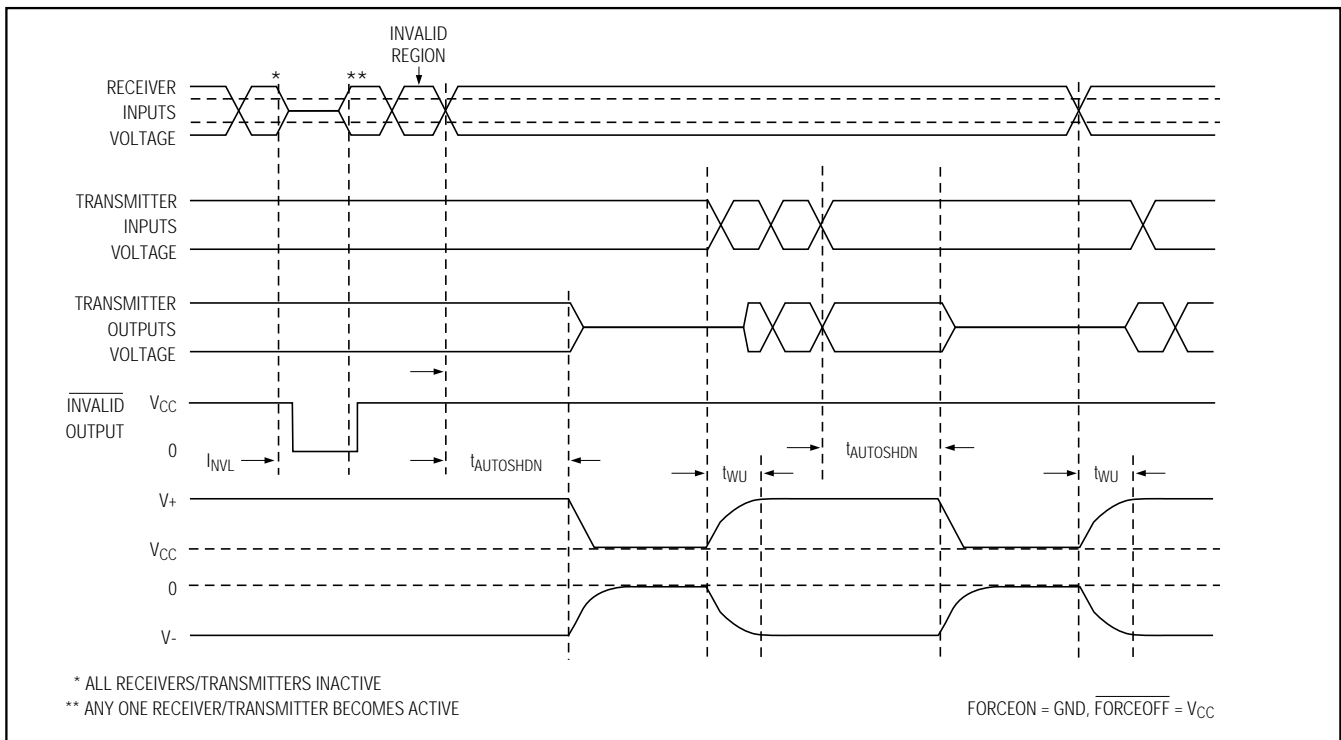 INVALID
REGION
* **
RECEIVER
INPUTS
VOLTAGE
TRANSMITTER
INPUTS
VOLTAGE
TRANSMITTER
OUTPUTS
VOLTAGE
INVALID
OUTPUT
VCC
0
INVL
tAUTOSHDN
tWU
tAUTOSHDN
tWU
V+
VCC
0
V-
* ALL RECEIVERS/TRANSMITTERS INACTIVE
** ANY ONE RECEIVER/TRANSMITTER BECOMES ACTIVE
FORCEON = GND, FORCEOFF = VCC